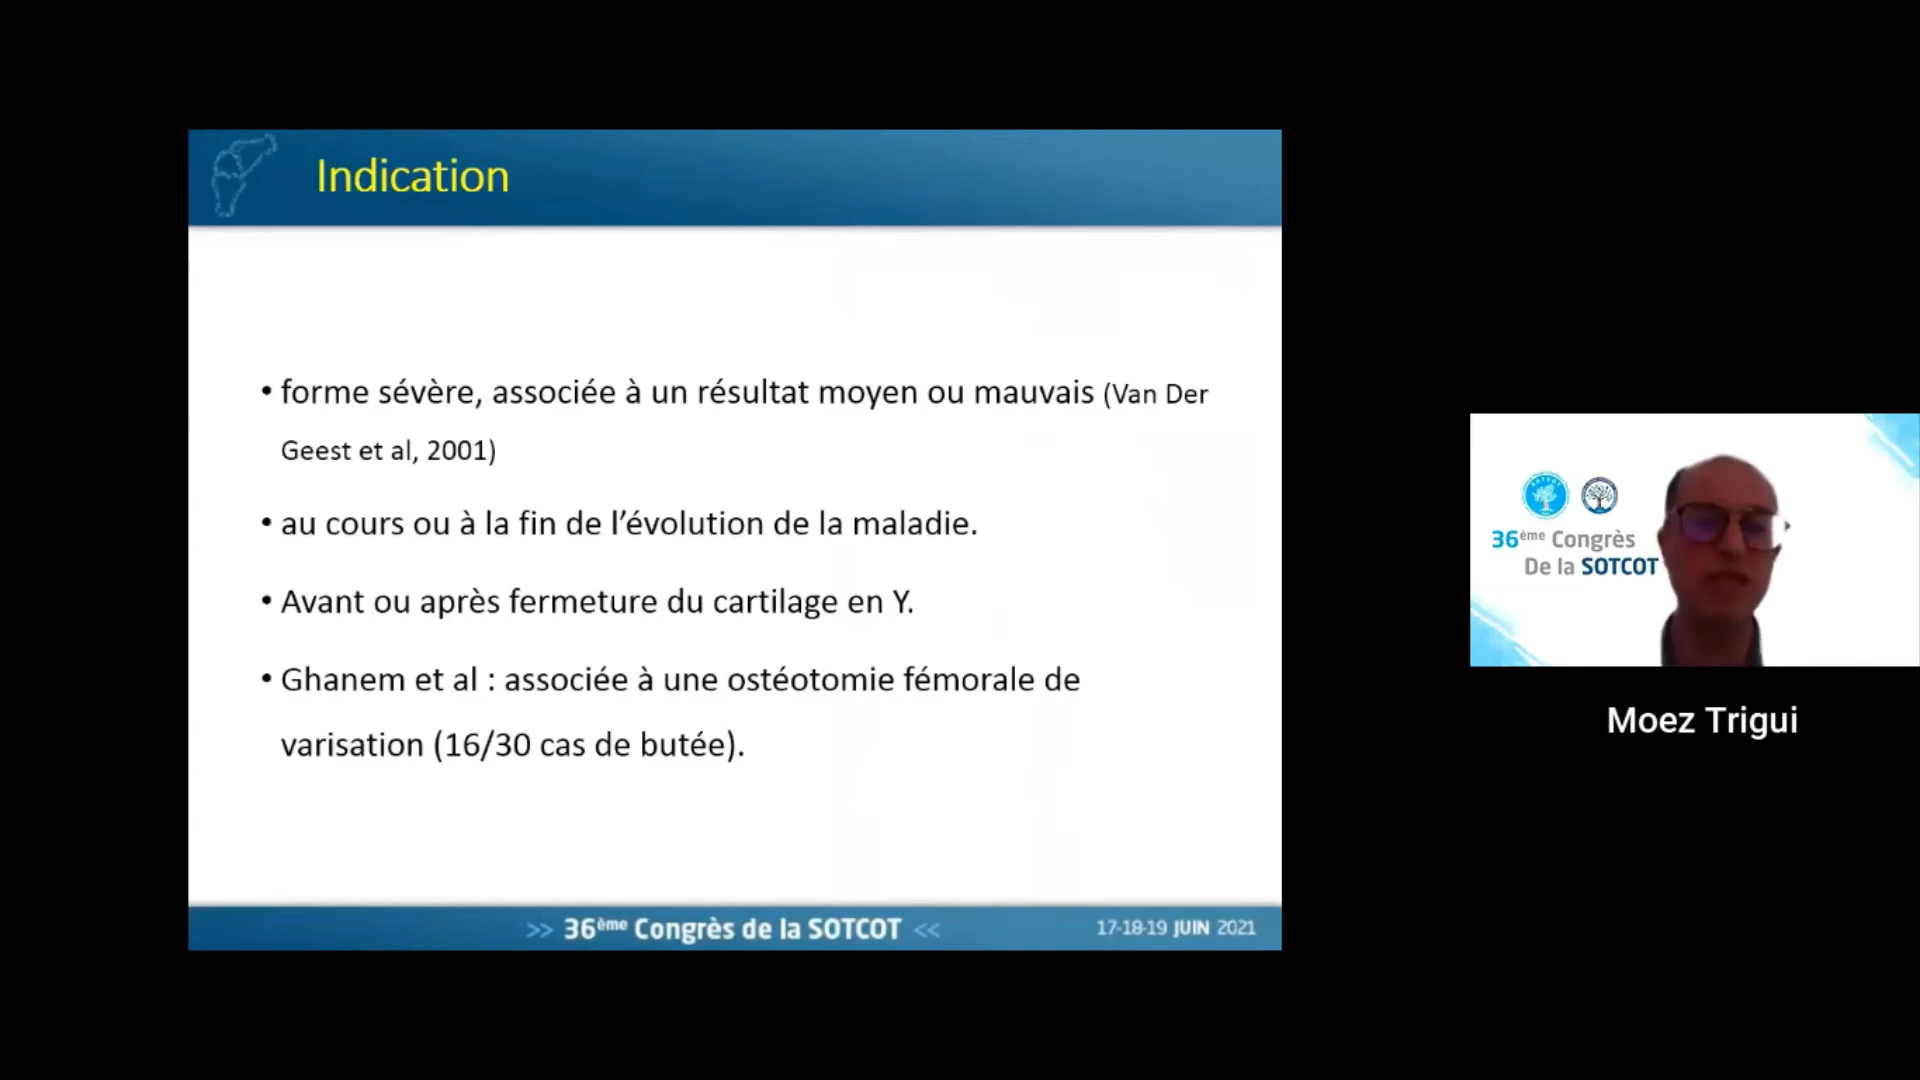 Indication
• forme sévère, associée à un résultat moyen ou mauvais (Van Der
Geest et al, 2001)
• au cours ou à la fin de l’évolution de la maladie.
• Avant ou après fermeture du cartilage en Y.
• Ghanem et al : associée à une ostéotomie fémorale de
varisation (16/30 cas de butée).
>> 36ème Congrès de la SOTCOT <<
17-18-19 JUIN 2021
36ème Congrès
De la SOTCOT
Moez Trigui